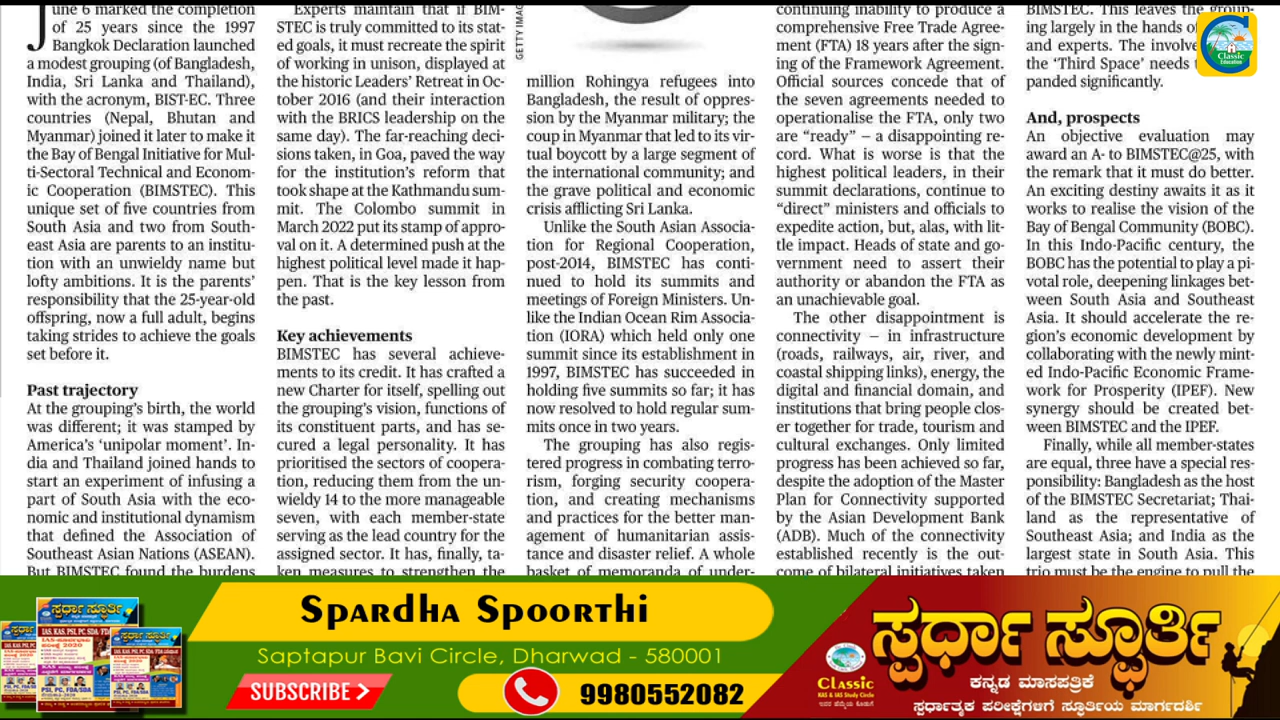 June 6 marked the completion
of 25 years since the 1997
Bangkok Declaration launched
a modest grouping (of Bangladesh,
India, Sri Lanka and Thailand),
with the acronym, BIST-EC. Three
countries (Nepal, Bhutan and
Myanmar) joined it later to make it
the Bay of Bengal Initiative for Mul-
ti-Sectoral Technical and Econom-
ic Cooperation (BIMSTEC). This
unique set of five countries from
South Asia and two from South-
east Asia are parents to an institu-
tion with an unwieldy name but
lofty ambitions. It is the parents'
responsibility that the 25-year-old
offspring, now a full adult, begins
taking strides to achieve the goals
set before it.
Past trajectory
At the grouping's birth, the world
was different; it was stamped by
America's 'unipolar moment'. In-
dia and Thailand joined hands to
start an experiment of infusing a
part of South Asia with the eco-
nomic and institutional dynamism
that defined the Association of
Southeast Asian Nations (ASEAN).
But BIMSTEC found the burdens
Experts maintain that if BIM-
STEC is truly committed to its stat-
ed goals, it must recreate the spirit
of working in unison, displayed at
the historic Leaders' Retreat in Oc-
tober 2016 (and their interaction
with the BRICS leadership on the
same day). The far-reaching deci-
sions taken, in Goa, paved the way
for the institution's reform that
took shape at the Kathmandu sum-
mit. The Colombo summit in
March 2022 put its stamp of appro-
val on it. A determined push at the
highest political level made it hap-
pen. That is the key lesson from
the past.
Key achievements
BIMSTEC has several achieve-
ments to its credit. It has crafted a
new Charter for itself, spelling out
the grouping's vision, functions of
its constituent parts, and has se-
cured a legal personality. It has
prioritised the sectors of coopera-
tion, reducing them from the un-
wieldy 14 to the more manageable
seven, with each member-state
serving as the lead country for the
assigned sector. It has, finally, ta-
ken measures to strengthen the
GETTY IMAG
million Rohingya refugees into
Bangladesh, the result of oppres-
sion by the Myanmar military; the
coup in Myanmar that led to its vir-
tual boycott by a large segment of
the international community; and
the grave political and economic
crisis afflicting Sri Lanka.
Unlike the South Asian Associa-
tion for Regional Cooperation,
post-2014, BIMSTEC has conti-
nued to hold its summits and
meetings of Foreign Ministers. Un-
like the Indian Ocean Rim Associa-
tion (IORA) which held only one
summit since its establishment in
1997, BIMSTEC has succeeded in
holding five summits so far; it has
now resolved to hold regular sum-
mits once in two years.
The grouping has also regis-
tered progress in combating terro-
rism, forging security coopera-
tion, and creating mechanisms
and practices for the better man-
agement of humanitarian assis-
tance and disaster relief. A whole
basket of memoranda of under-
continuing inability to produce a
comprehensive Free Trade Agree-
ment (FTA) 18 years after the sign-
ing of the Framework Agreement.
Official sources concede that of
the seven agreements needed to
operationalise the FTA, only two
are “ready” – a disappointing re-
cord. What is worse is that the
highest political leaders, in their
summit declarations, continue to
“direct” ministers and officials to
expedite action, but, alas, with lit-
tle impact. Heads of state and go-
vernment need to assert their
authority or abandon the FTA as
an unachievable goal.
The other disappointment is
connectivity – in infrastructure
(roads, railways, air, river, and
coastal shipping links), energy, the
digital and financial domain, and
institutions that bring people clos-
er together for trade, tourism and
cultural exchanges. Only limited
progress has been achieved so far,
despite the adoption of the Master
Plan for Connectivity supported
by the Asian Development Bank
(ADB). Much of the connectivity
established recently is the out-
come of bilateral initiatives taken
BIMSTEC. This leaves the group-
ing largely in the hands o
and experts. The involve
the 'Third Space' needs
panded significantly.
And, prospects
An objective evaluation may
award an A- to BIMSTEC@25, with
the remark that it must do better.
An exciting destiny awaits it as it
works to realise the vision of the
Bay of Bengal Community (BOBC).
In this Indo-Pacific century, the
BOBC has the potential to play a pi-
votal role, deepening linkages bet-
ween South Asia and Southeast
Asia. It should accelerate the re-
gion's economic development by
collaborating with the newly mint-
ed Indo-Pacific Economic Frame-
work for Prosperity (IPEF). New
synergy should be created bet-
ween BIMSTEC and the IPEF.
Finally, while all member-states
are equal, three have a special res-
ponsibility: Bangladesh as the host
of the BIMSTEC Secretariat; Thai-
land as the representative of
Southeast Asia; and India as the
largest state in South Asia. This
trio must be the engine to pull the
Classic
Education
Spardha Spoorthi
Saptapur Bavi Circle, Dharwad - 580001
SUBSCRIBE
9980552082
Classic
KAS & IAS Study Circle
ಸ್ಪರ್ಧಾ ಸ್ಫೂರ್ತಿ
ಕನ್ನಡ ಮಾಸಪತ್ರಿಕೆ
ಸ್ಪರ್ಧಾತ್ಮಕ ಪರೀಕ್ಷೆಗಳಿಗೆ ಸ್ಫೂರ್ತಿಯ ಮಾರ್ಗದರ್ಶಿ